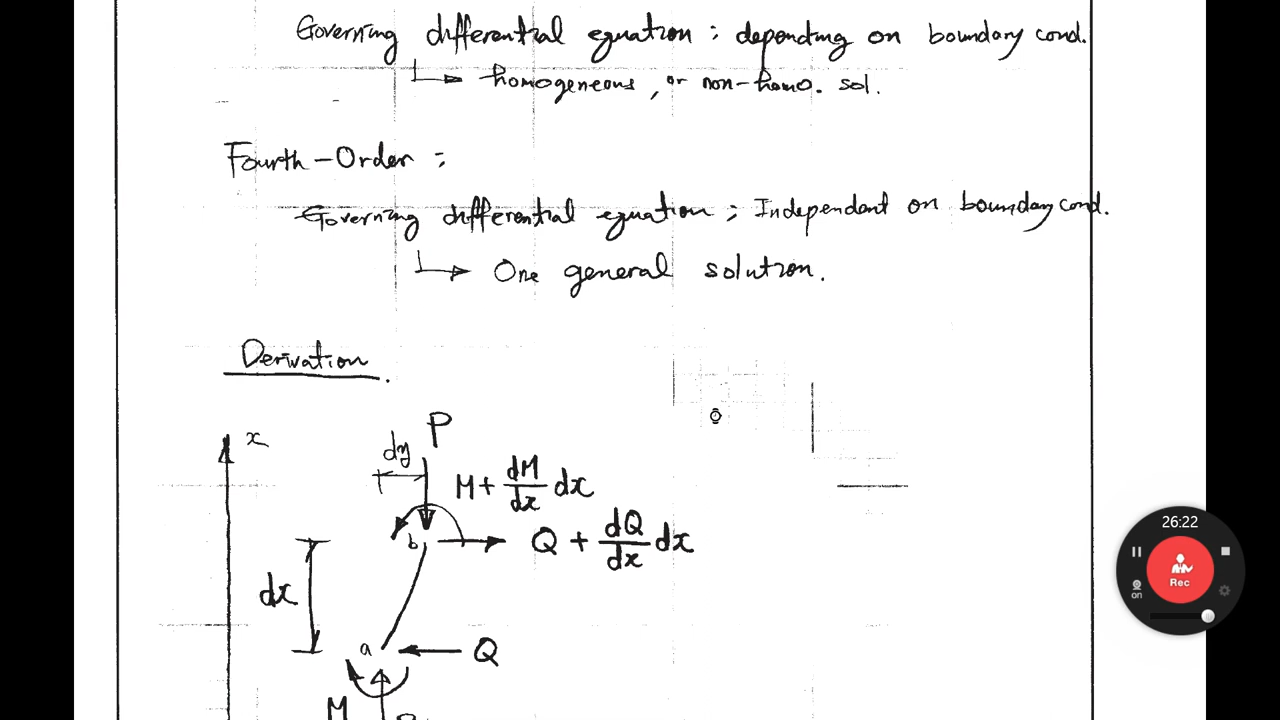 Governing differential equation : depending on boundary cond.
homogeneous, or non-homo. sol.
Fourth-Order :
Governing differential equation ; Independent on boundary cond.
One general solution.
Derivation.
x
P
dy
M + dM/dx dx
b
Q + dQ/dx dx
dx
a
Q
M
26:22
on
Rec